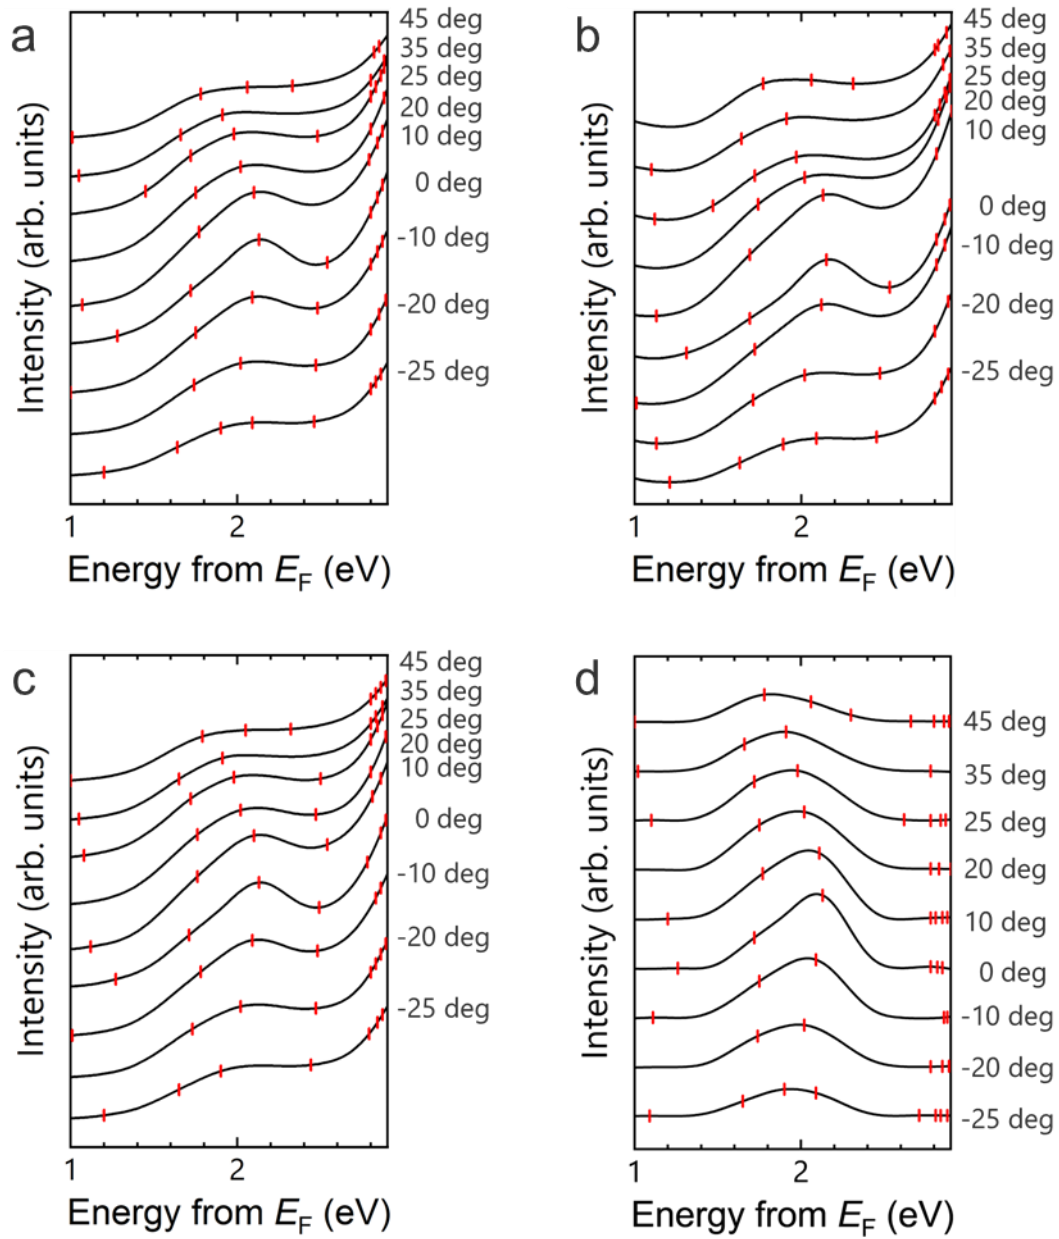 a
45 deg
35 deg
25 deg
20 deg
10 deg
0 deg
-10 deg
-20 deg
-25 deg
Intensity (arb. units)
1
2
Energy from EF (eV)
b
45 deg
35 deg
25 deg
20 deg
10 deg
0 deg
-10 deg
-20 deg
-25 deg
Intensity (arb. units)
1
2
Energy from EF (eV)
c
45 deg
35 deg
25 deg
20 deg
10 deg
0 deg
-10 deg
-20 deg
-25 deg
Intensity (arb. units)
1
2
Energy from EF (eV)
d
45 deg
35 deg
25 deg
20 deg
10 deg
0 deg
-10 deg
-20 deg
-25 deg
Intensity (arb. units)
1
2
Energy from EF (eV)